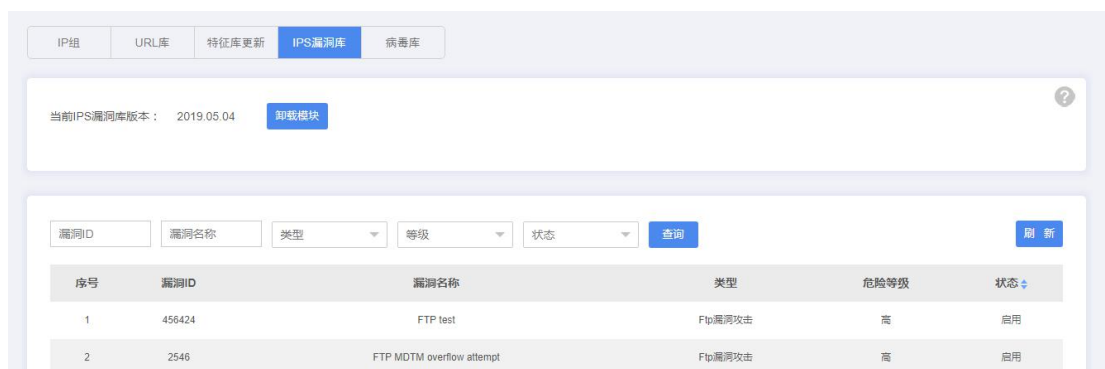 IP组 URL库 特征库更新 IPS漏洞库 病毒库
当前IPS漏洞库版本： 2019.05.04 卸载模块
漏洞ID 漏洞名称 类型 等级 状态 查询 刷 新
序号 漏洞ID 漏洞名称 类型 危险等级 状态
1 456424 FTP test Ftp漏洞攻击 高 启用
2 2546 FTP MDTM overflow attempt Ftp漏洞攻击 高 启用